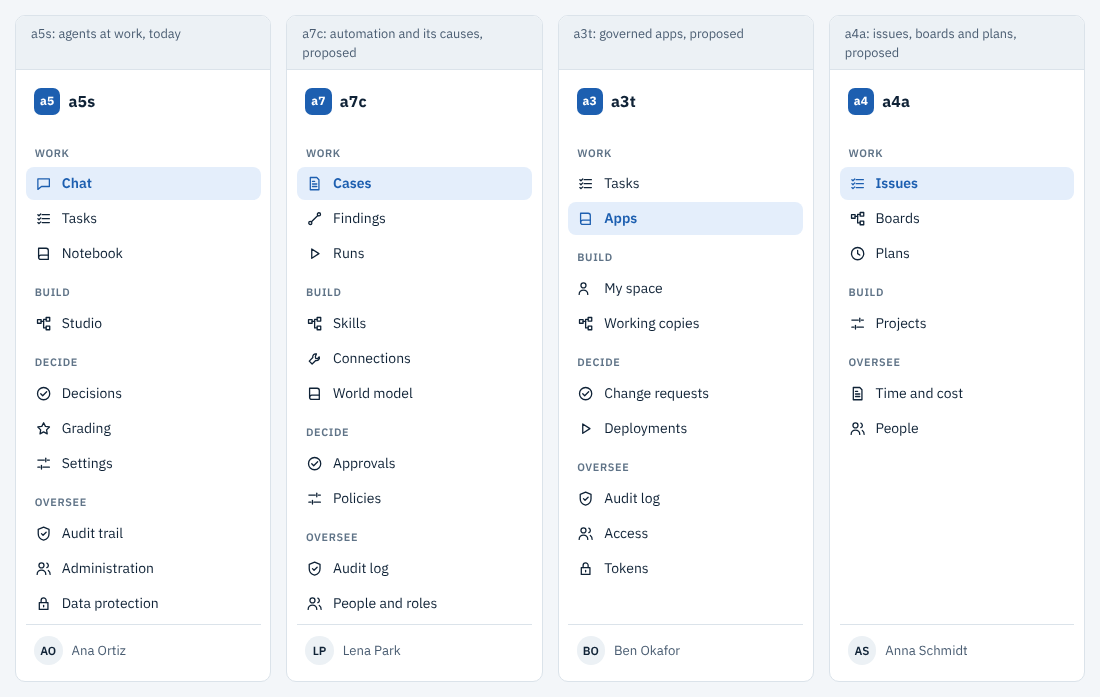 a5s: agents at work, today
a5 a5s
WORK
Chat
Tasks
Notebook
BUILD
Studio
DECIDE
Decisions
Grading
Settings
OVERSEE
Audit trail
Administration
Data protection
AO Ana Ortiz
a7c: automation and its causes,
proposed
a7 a7c
WORK
Cases
Findings
Runs
BUILD
Skills
Connections
World model
DECIDE
Approvals
Policies
OVERSEE
Audit log
People and roles
LP Lena Park
a3t: governed apps, proposed
a3 a3t
WORK
Tasks
Apps
BUILD
My space
Working copies
DECIDE
Change requests
Deployments
OVERSEE
Audit log
Access
Tokens
BO Ben Okafor
a4a: issues, boards and plans,
proposed
a4 a4a
WORK
Issues
Boards
Plans
BUILD
Projects
OVERSEE
Time and cost
People
AS Anna Schmidt